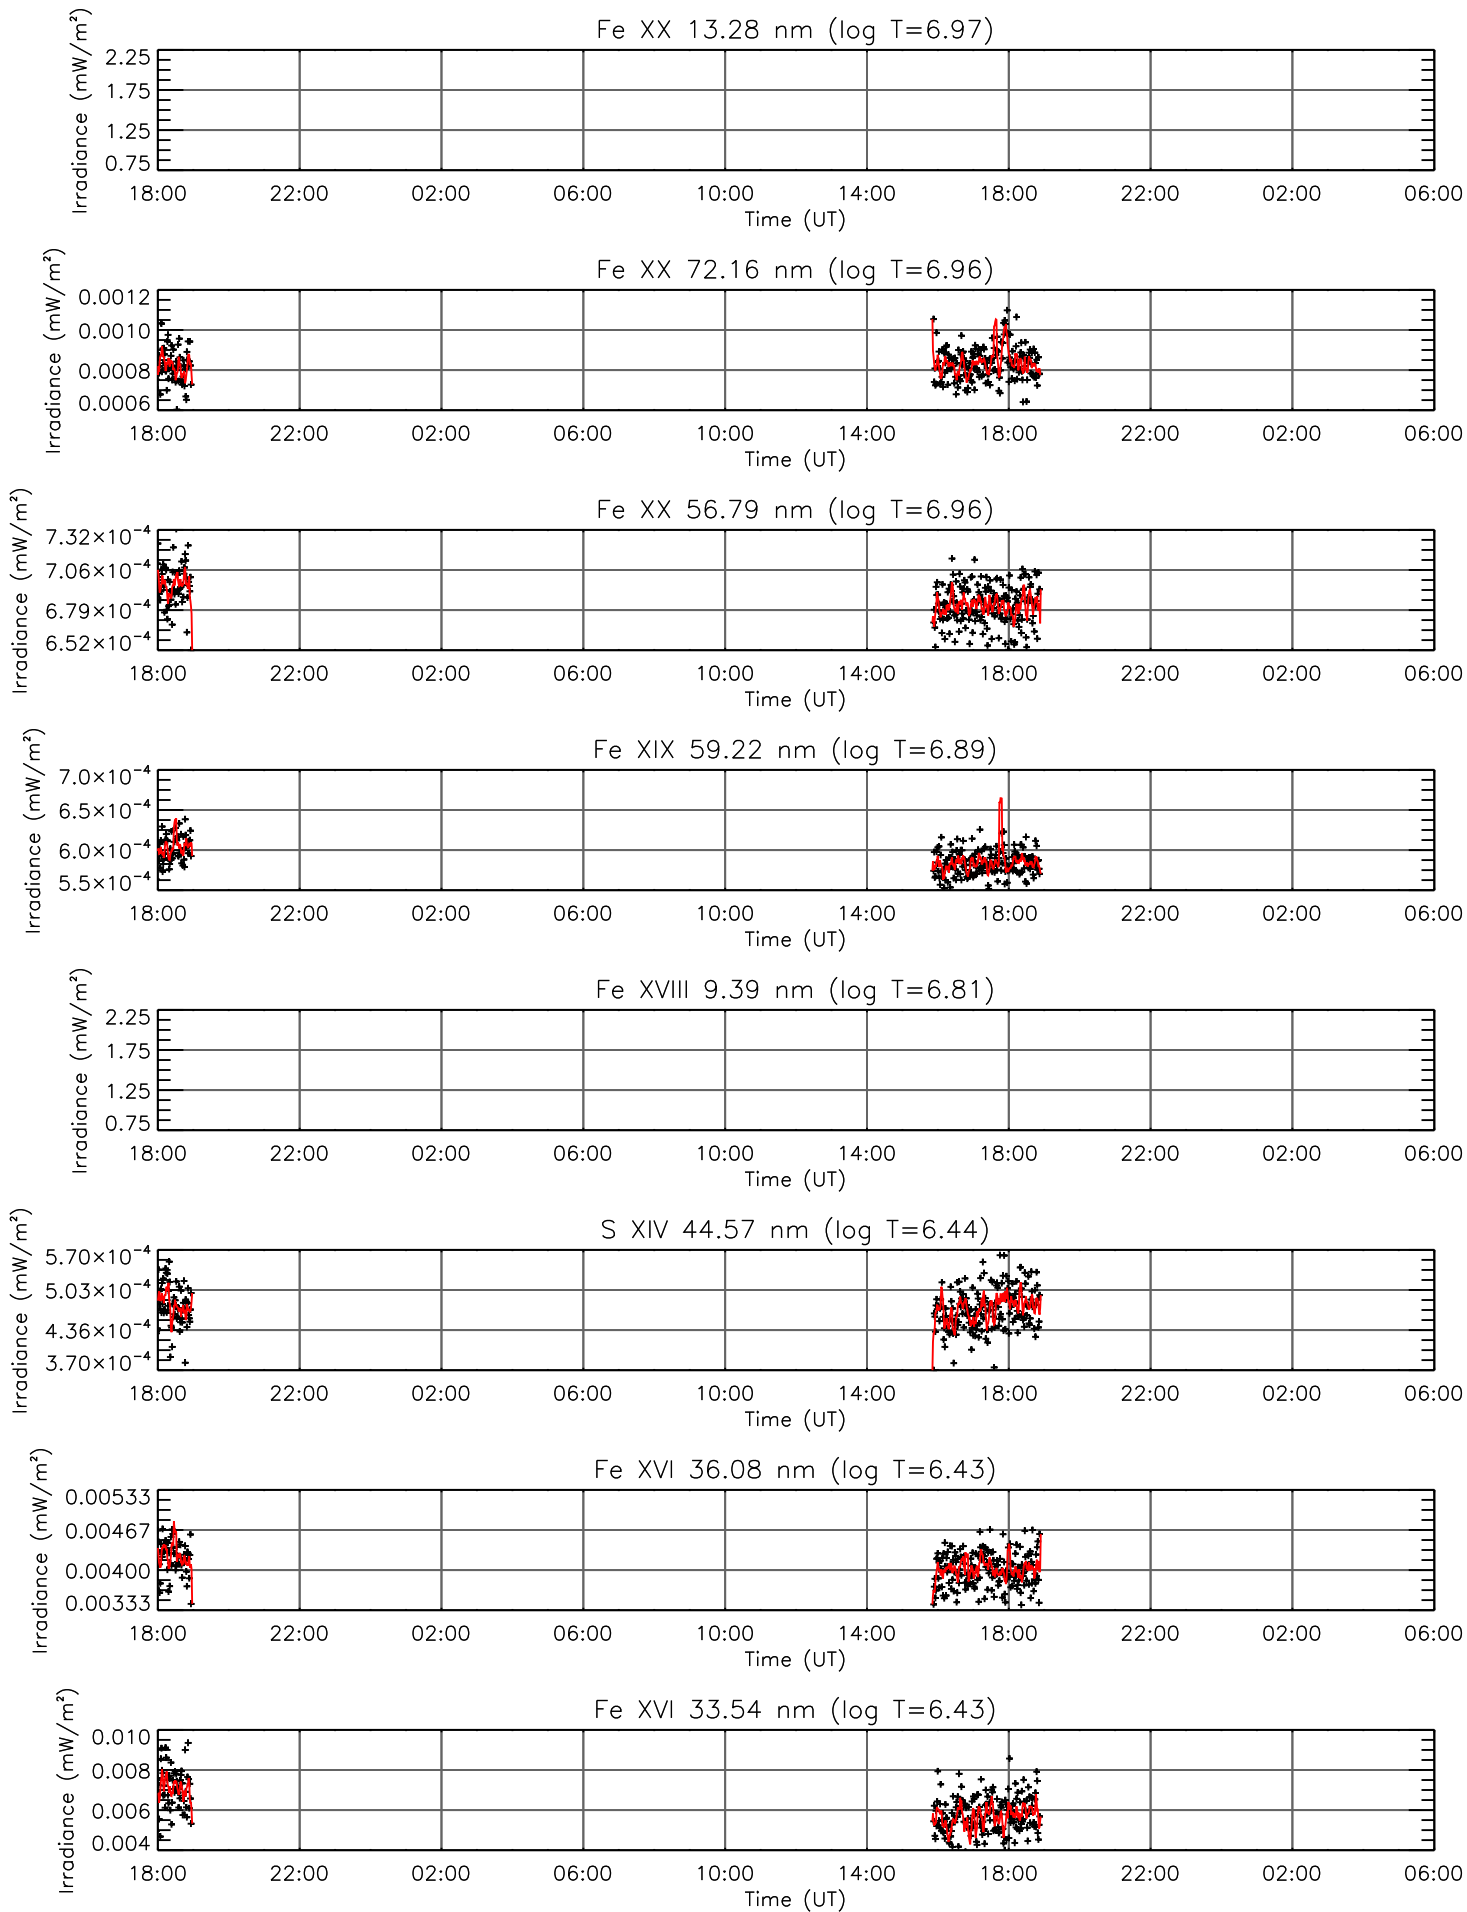 Fe XX 13.28 nm (log T=6.97)
Irradiance (mW/m²)
2.25
1.75
1.25
0.75
18:00 22:00 02:00 06:00 10:00 14:00 18:00 22:00 02:00 06:00
Time (UT)
Fe XX 72.16 nm (log T=6.96)
Irradiance (mW/m²)
0.0012
0.0010
0.0008
0.0006
18:00 22:00 02:00 06:00 10:00 14:00 18:00 22:00 02:00 06:00
Time (UT)
Fe XX 56.79 nm (log T=6.96)
Irradiance (mW/m²)
7.32×10⁻⁴
7.06×10⁻⁴
6.79×10⁻⁴
6.52×10⁻⁴
18:00 22:00 02:00 06:00 10:00 14:00 18:00 22:00 02:00 06:00
Time (UT)
Fe XIX 59.22 nm (log T=6.89)
Irradiance (mW/m²)
7.0×10⁻⁴
6.5×10⁻⁴
6.0×10⁻⁴
5.5×10⁻⁴
18:00 22:00 02:00 06:00 10:00 14:00 18:00 22:00 02:00 06:00
Time (UT)
Fe XVIII 9.39 nm (log T=6.81)
Irradiance (mW/m²)
2.25
1.75
1.25
0.75
18:00 22:00 02:00 06:00 10:00 14:00 18:00 22:00 02:00 06:00
Time (UT)
S XIV 44.57 nm (log T=6.44)
Irradiance (mW/m²)
5.70×10⁻⁴
5.03×10⁻⁴
4.36×10⁻⁴
3.70×10⁻⁴
18:00 22:00 02:00 06:00 10:00 14:00 18:00 22:00 02:00 06:00
Time (UT)
Fe XVI 36.08 nm (log T=6.43)
Irradiance (mW/m²)
0.00533
0.00467
0.00400
0.00333
18:00 22:00 02:00 06:00 10:00 14:00 18:00 22:00 02:00 06:00
Time (UT)
Fe XVI 33.54 nm (log T=6.43)
Irradiance (mW/m²)
0.010
0.008
0.006
0.004
18:00 22:00 02:00 06:00 10:00 14:00 18:00 22:00 02:00 06:00
Time (UT)